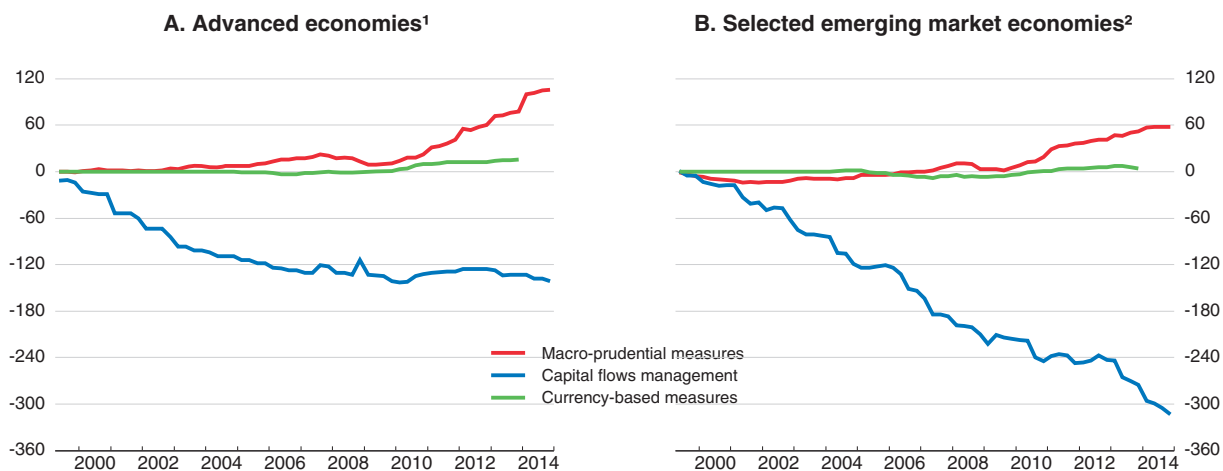 A. Advanced economies¹
B. Selected emerging market economies²
120
60
0
-60
-120
-180
-240
-300
-360
120
60
0
-60
-120
-180
-240
-300
-360
Macro-prudential measures
Capital flows management
Currency-based measures
2000 2002 2004 2006 2008 2010 2012 2014
2000 2002 2004 2006 2008 2010 2012 2014